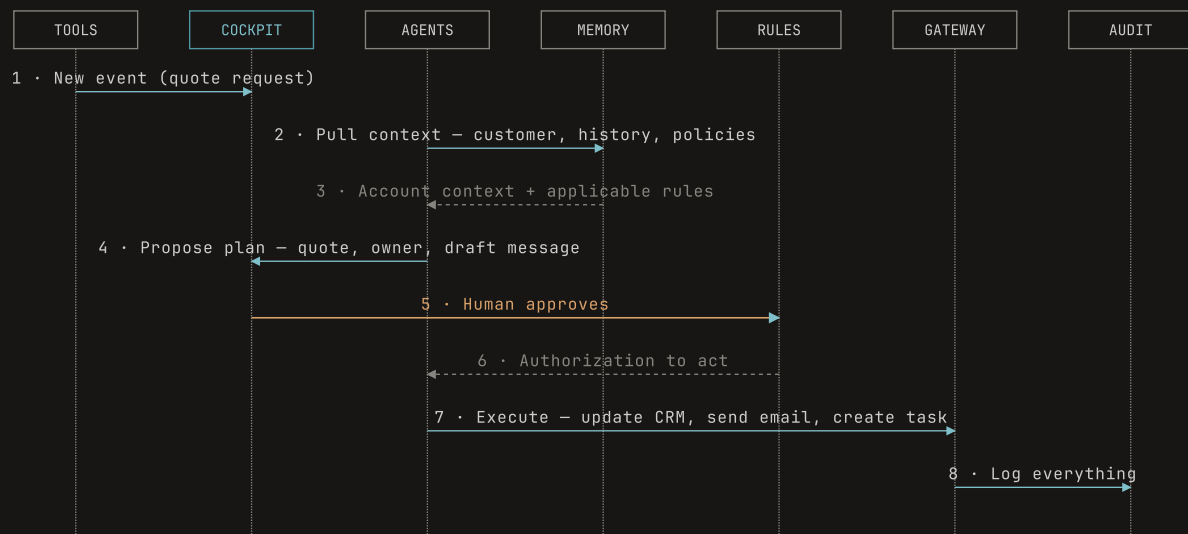 TOOLS COCKPIT AGENTS MEMORY RULES GATEWAY AUDIT
1 · New event (quote request)
2 · Pull context — customer, history, policies
3 · Account context + applicable rules
4 · Propose plan — quote, owner, draft message
5 · Human approves
6 · Authorization to act
7 · Execute — update CRM, send email, create task
8 · Log everything